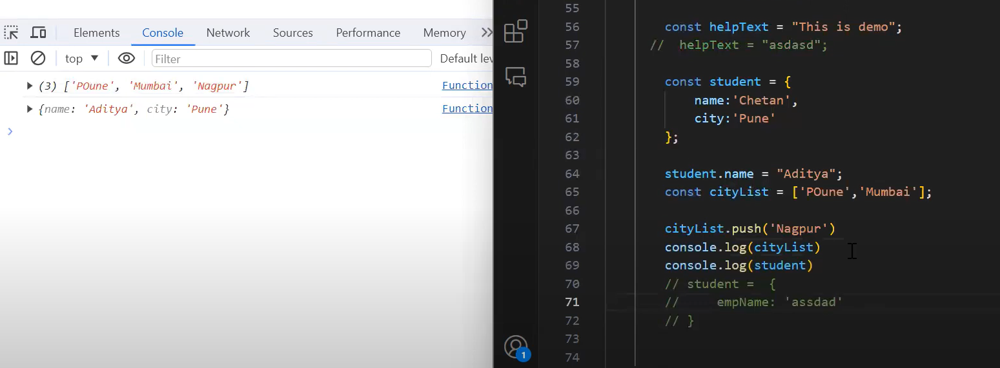 Elements Console Network Sources Performance Memory
top ▼ Filter Default lev
(3) ['POune', 'Mumbai', 'Nagpur'] Function
{name: 'Aditya', city: 'Pune'} Function
55
56 const helpText = "This is demo";
57 // helpText = "asdasd";
58
59 const student = {
60 name:'Chetan',
61 city:'Pune'
62 };
63
64 student.name = "Aditya";
65 const cityList = ['POune','Mumbai'];
66
67 cityList.push('Nagpur')
68 console.log(cityList)
69 console.log(student)
70 // student = {
71 // empName: 'assdad'
72 // }
73
74
1